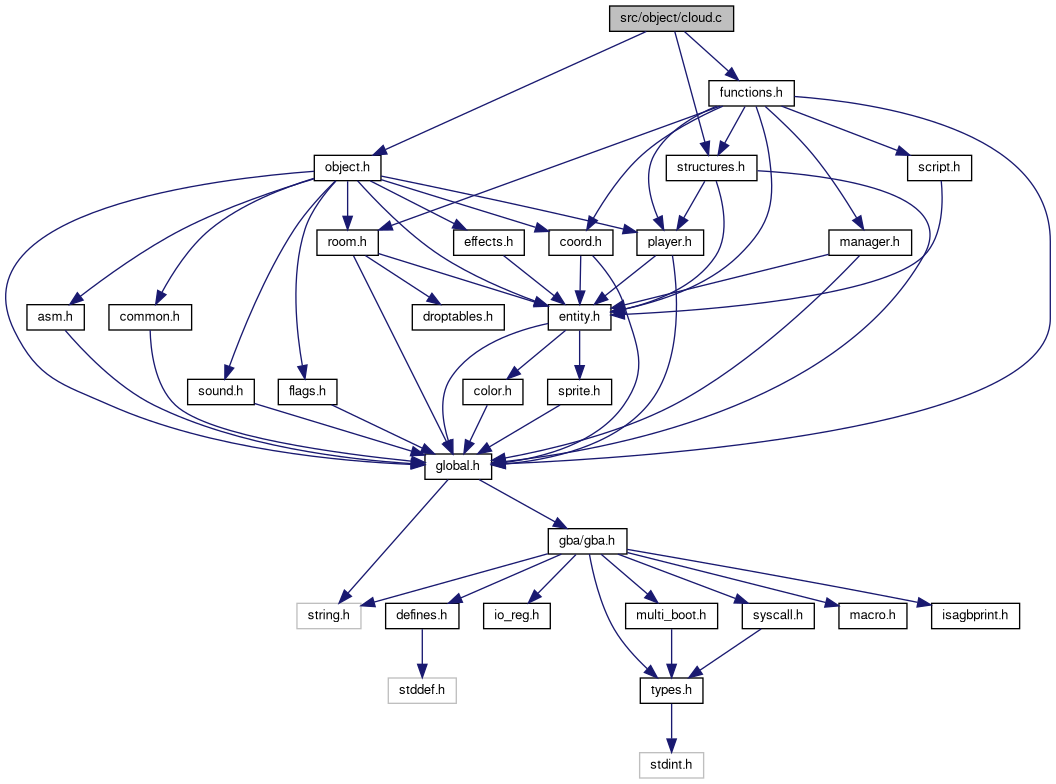 src/object/cloud.c
functions.h
object.h
structures.h
script.h
room.h
effects.h
coord.h
player.h
manager.h
asm.h
common.h
droptables.h
entity.h
sound.h
flags.h
color.h
sprite.h
global.h
gba/gba.h
string.h
defines.h
io_reg.h
multi_boot.h
syscall.h
macro.h
isagbprint.h
stddef.h
types.h
stdint.h